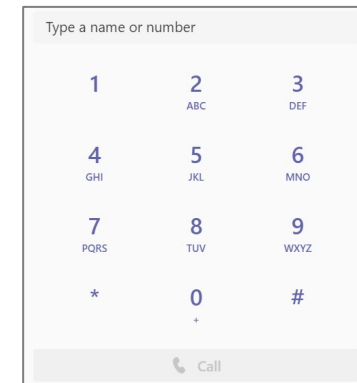 Type a name or number
1 2 3
ABC DEF
4 5 6
GHI JKL MNO
7 8 9
PQRS TUV WXYZ
* 0 #
+
Call